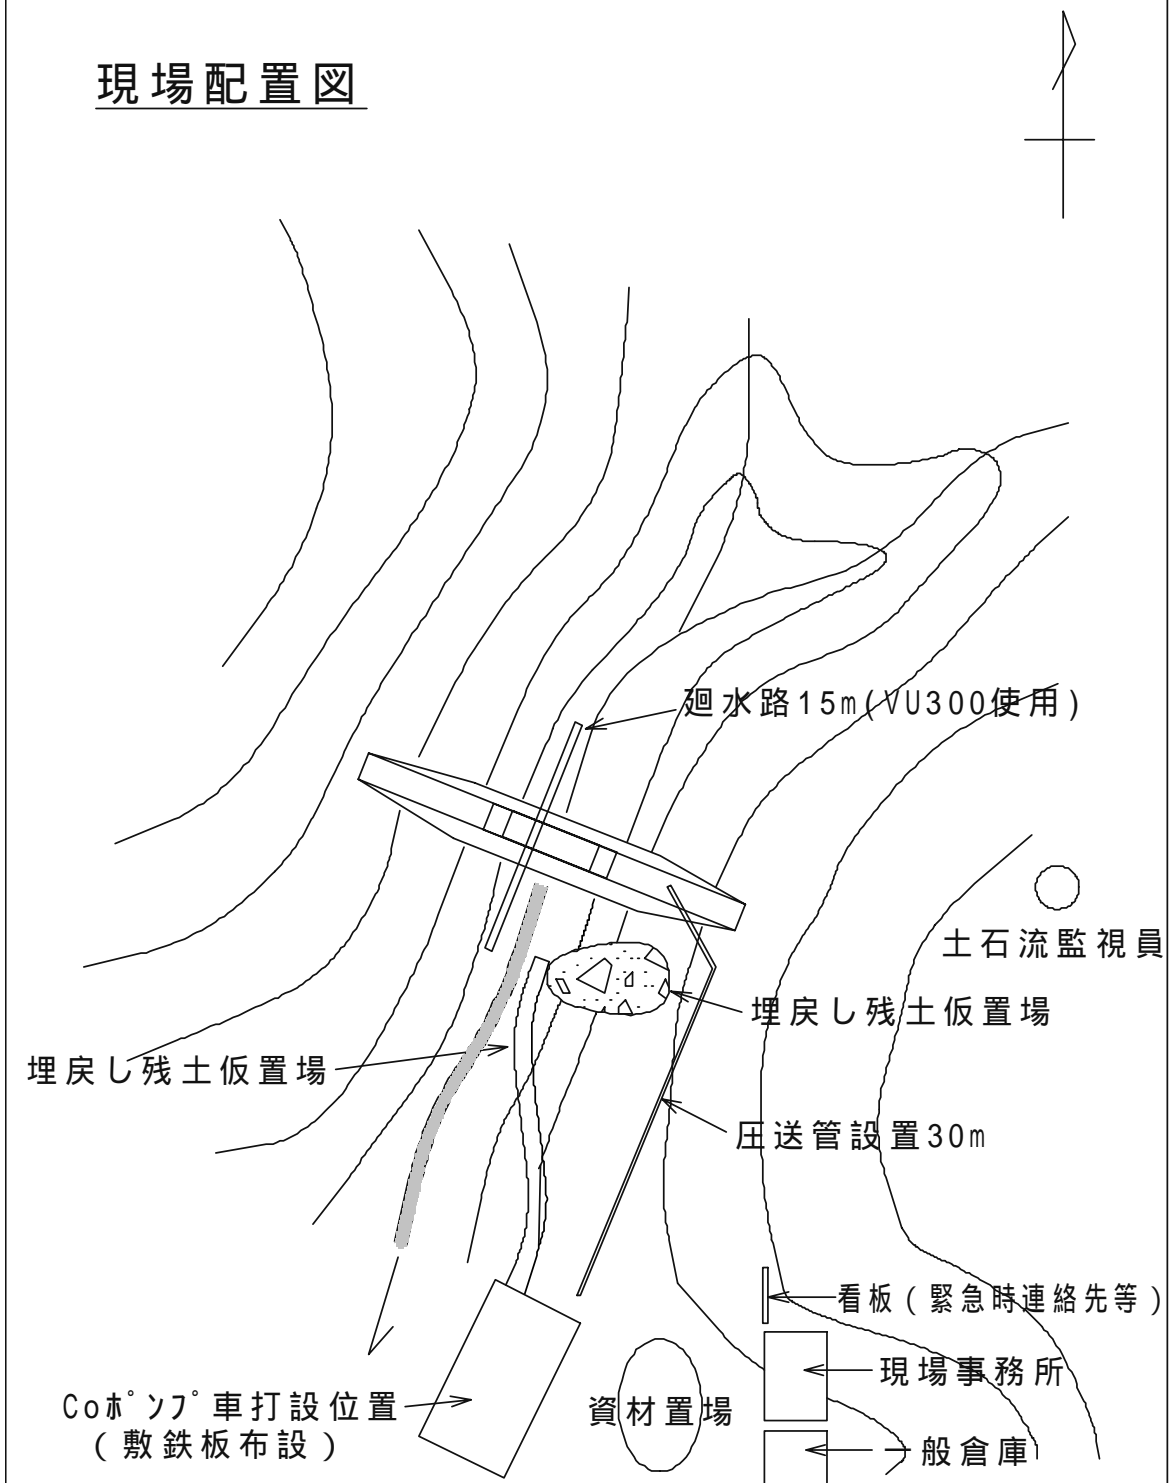 現場配置図
廻水路15m(VU300使用)
土石流監視員
埋戻し残土仮置場
埋戻し残土仮置場
圧送管設置30m
看板(緊急時連絡先等)
現場事務所
Coポンプ車打設位置
(敷鉄板布設)
資材置場
一般倉庫